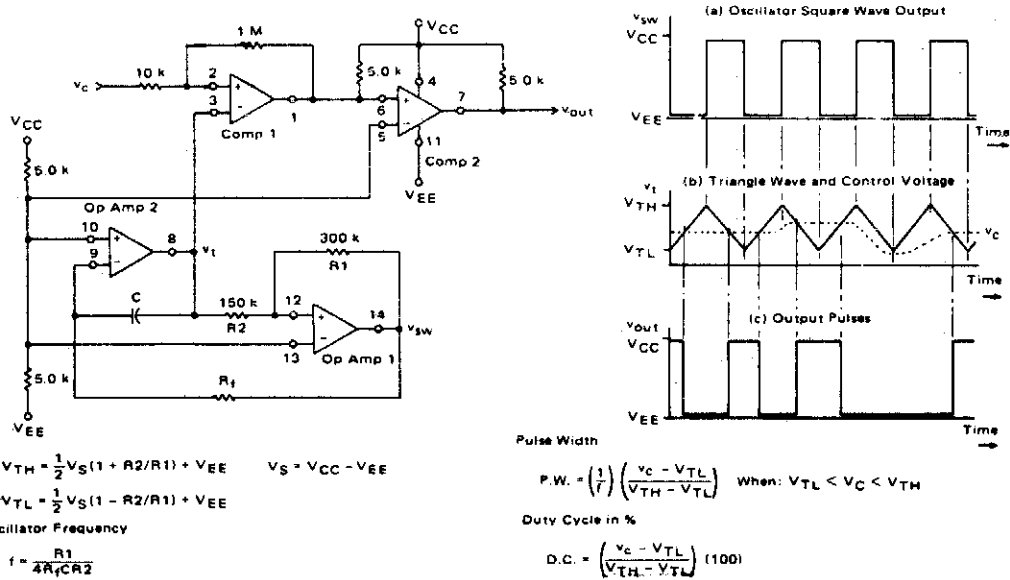 1 M
VCC
10 k
vc
2
3
+
-
1
Comp 1
5.0 k
4
5.0 k
6
5
+
-
7
vout
11
Comp 2
VEE
VCC
5.0 k
Op Amp 2
10
9
+
-
8
vt
300 k
R1
C
150 k
R2
12
13
+
-
14
vsw
Op Amp 1
Rf
5.0 k
VEE
(a) Oscillator Square Wave Output
vsw
VCC
VEE
Time
(b) Triangle Wave and Control Voltage
vt
VTH
VTL
vc
Time
(c) Output Pulses
vout
VCC
VEE
Time
VTH = 1/2 VS(1 + R2/R1) + VEE VS = VCC - VEE
VTL = 1/2 VS(1 - R2/R1) + VEE
cillator Frequency
f = R1/4RfCR2
Pulse Width
P.W. = (1/f) (vc - VTL/VTH - VTL) When: VTL < VC < VTH
Duty Cycle in %
D.C. = (vc - VTL/VTH - VTL) (100)